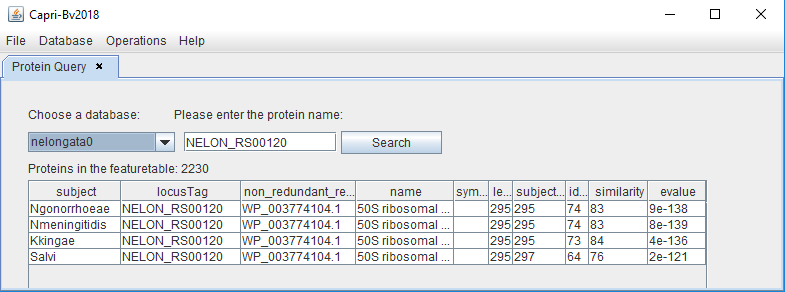 Capri-Bv2018
File Database Operations Help
Protein Query ×
Choose a database: Please enter the protein name:
nelongata0 NELON_RS00120 Search
Proteins in the featuretable: 2230
subject locusTag non_redundant_re... name sym... le... subject... id... similarity evalue
Ngonorrhoeae NELON_RS00120 WP_003774104.1 50S ribosomal ... 295 295 74 83 9e-138
Nmeningitidis NELON_RS00120 WP_003774104.1 50S ribosomal ... 295 295 74 83 8e-139
Kkingae NELON_RS00120 WP_003774104.1 50S ribosomal ... 295 295 73 84 4e-136
Salvi NELON_RS00120 WP_003774104.1 50S ribosomal ... 295 297 64 76 2e-121